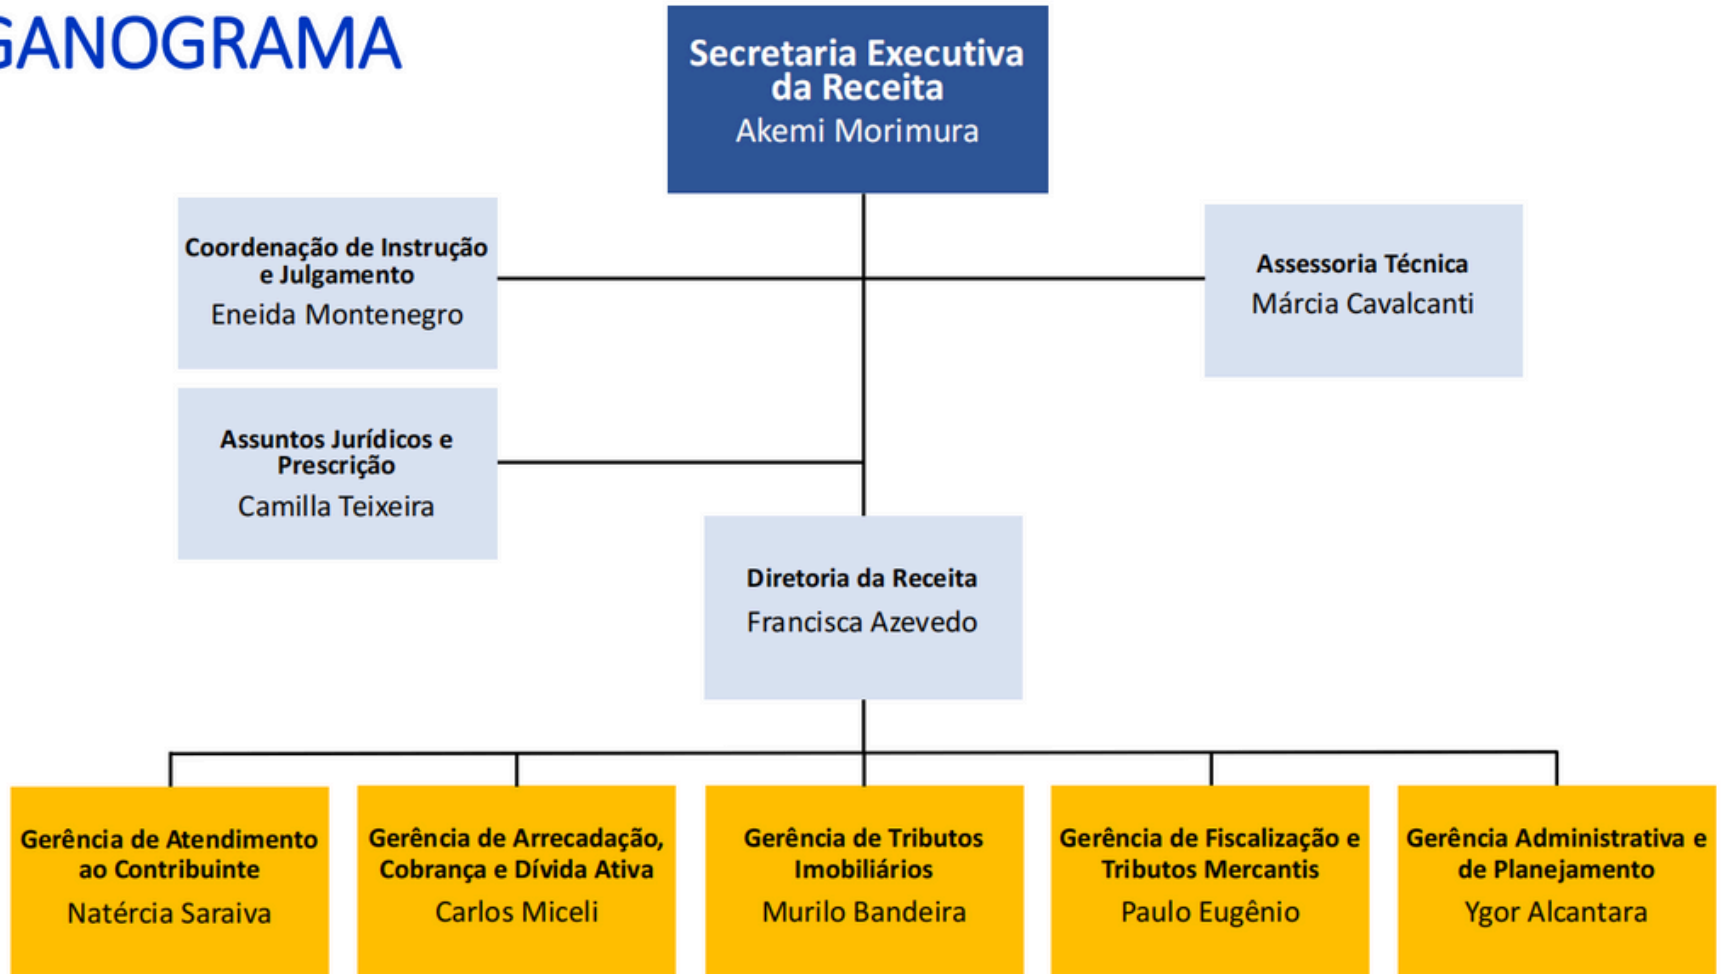 GANOGRAMA
Secretaria Executiva
da Receita
Akemi Morimura
Coordenação de Instrução
e Julgamento
Eneida Montenegro
Assessoria Técnica
Márcia Cavalcanti
Assuntos Jurídicos e
Prescrição
Camilla Teixeira
Diretoria da Receita
Francisca Azevedo
Gerência de Atendimento
ao Contribuinte
Natércia Saraiva
Gerência de Arrecadação,
Cobrança e Dívida Ativa
Carlos Miceli
Gerência de Tributos
Imobiliários
Murilo Bandeira
Gerência de Fiscalização e
Tributos Mercantis
Paulo Eugênio
Gerência Administrativa e
de Planejamento
Ygor Alcantara